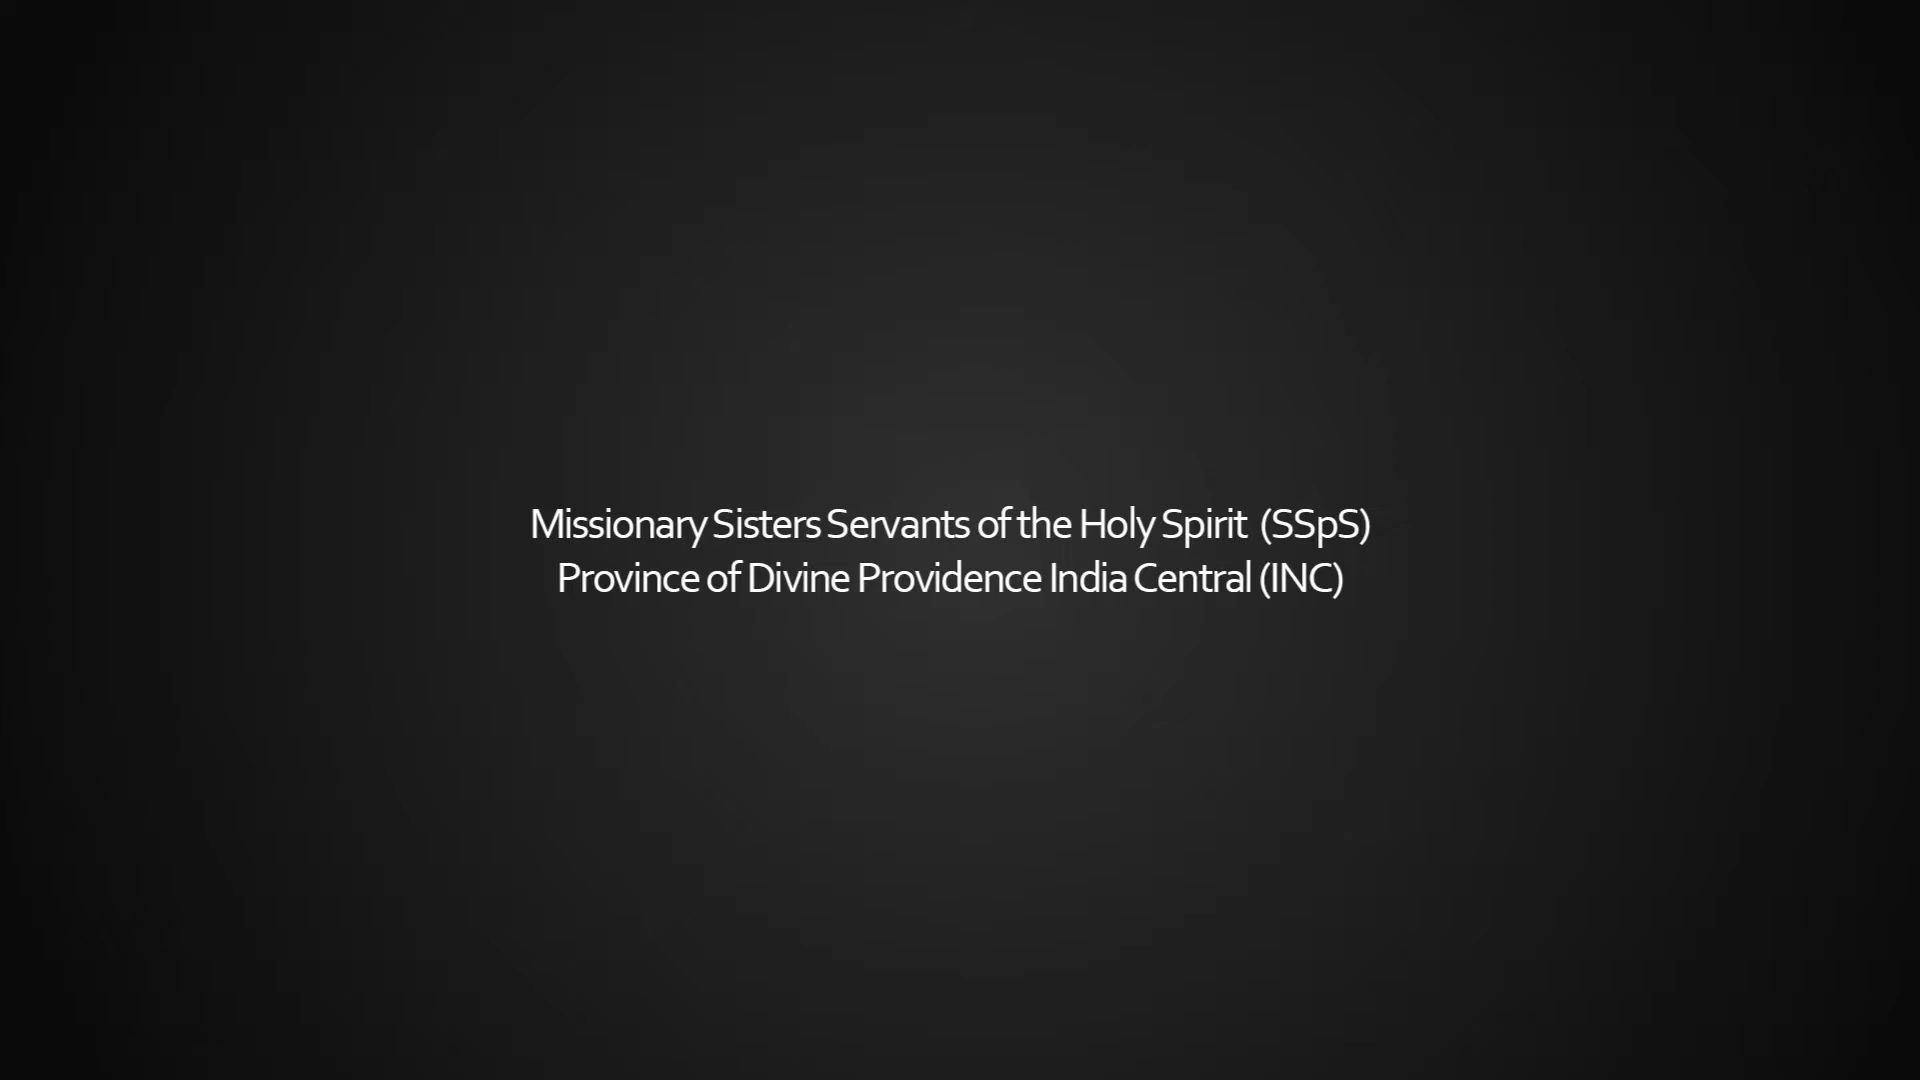 Missionary Sisters Servants of the Holy Spirit (SSpS)
Province of Divine Providence India Central (INC)